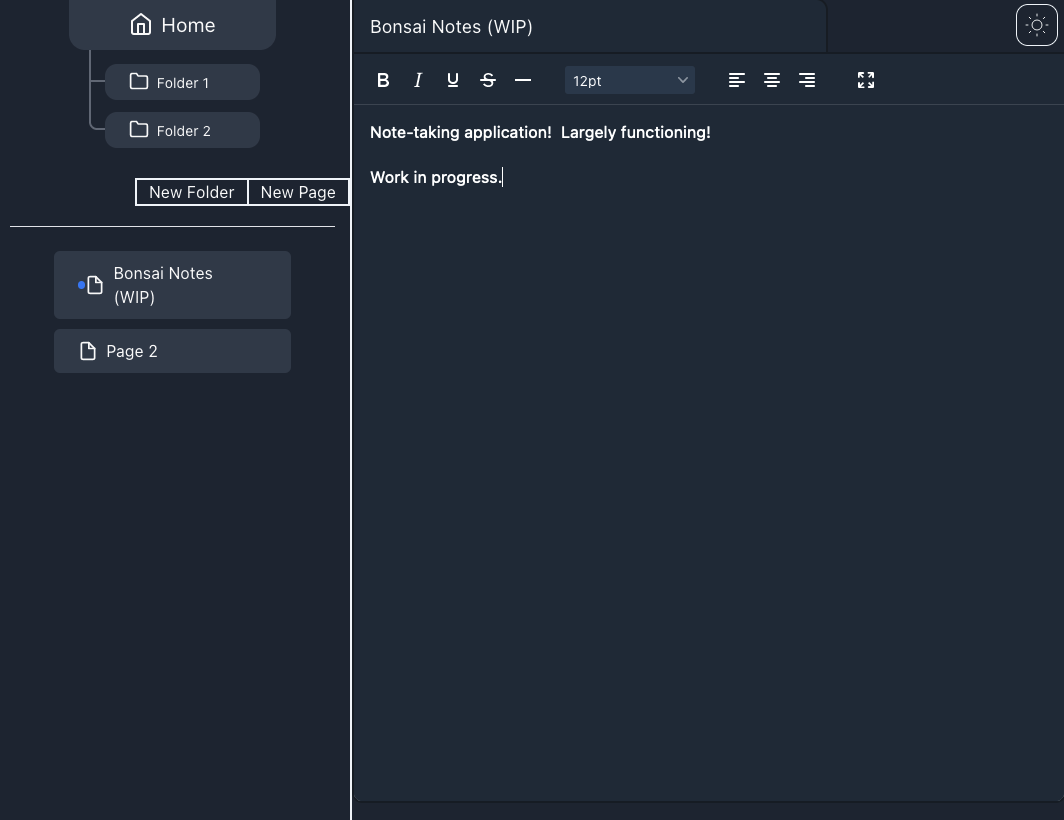 Home
Folder 1
Folder 2
New Folder New Page
Bonsai Notes
(WIP)
Page 2
Bonsai Notes (WIP)
B I U S 12pt
Note-taking application!  Largely functioning!
Work in progress.